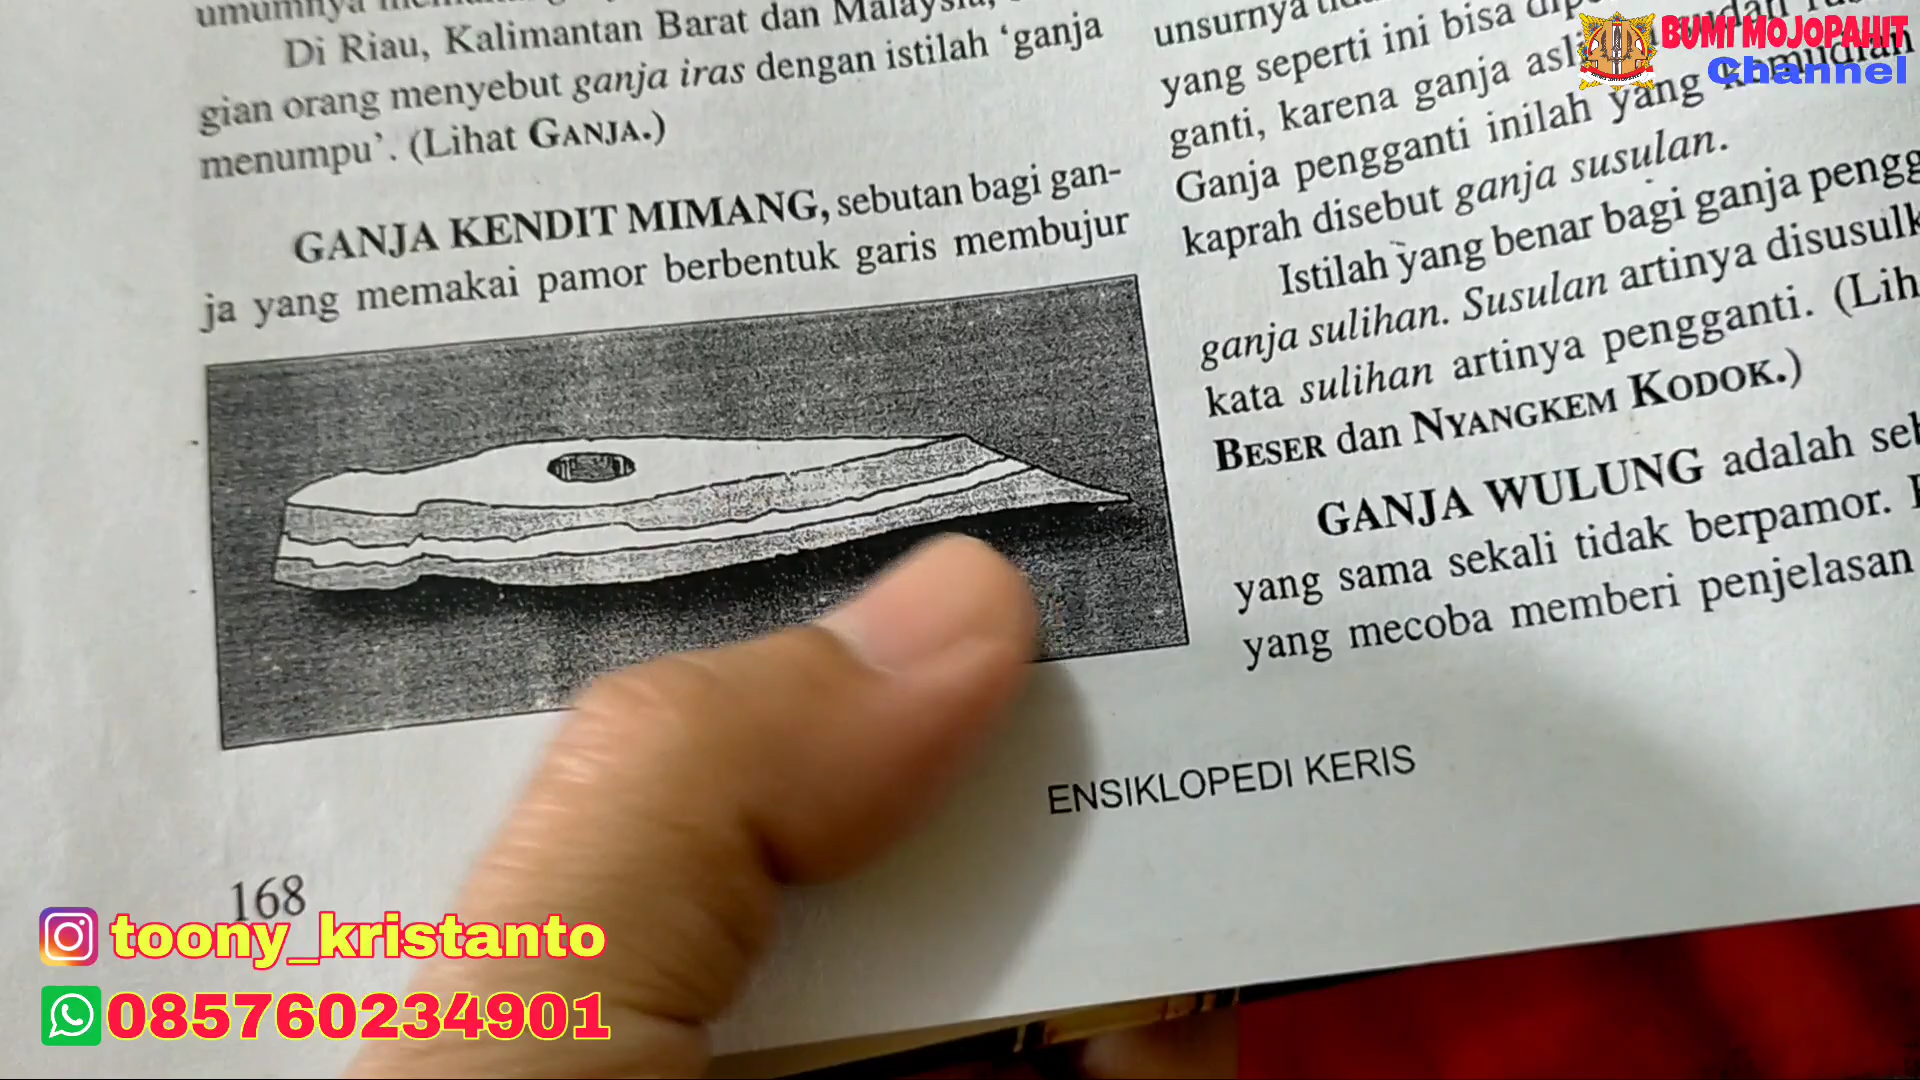 umumnya
Di Riau, Kalimantan Barat dan Malaysia,
gian orang menyebut ganja iras dengan istilah ‘ganja
menumpu’. (Lihat GANJA.)
GANJA KENDIT MIMANG, sebutan bagi gan-
ja yang memakai pamor berbentuk garis membujur
168
unsurnya
yang seperti ini bisa
ganti, karena ganja asli
Ganja pengganti inilah yang kemudian
kaprah disebut ganja susulan.
Istilah yang benar bagi ganja pengg
ganja sulihan. Susulan artinya disusulk
kata sulihan artinya pengganti. (Lih
BESER dan NYANGKEM KODOK.)
GANJA WULUNG adalah seb
yang sama sekali tidak berpamor.
yang mecoba memberi penjelasan
ENSIKLOPEDI KERIS
BUMI MOJOPAHIT
Channel
toony_kristanto
085760234901